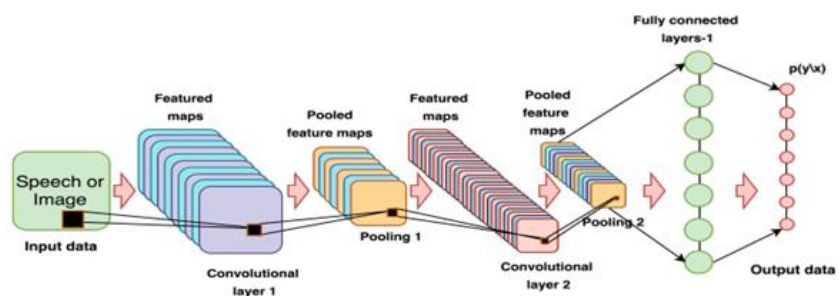 Fully connected
layers-1
p(y\x)
Featured
maps
Pooled
feature maps
Featured
maps
Pooled
feature
maps
Speech or
Image
Input data
Convolutional
layer 1
Pooling 1
Convolutional
layer 2
Pooling 2
Output data